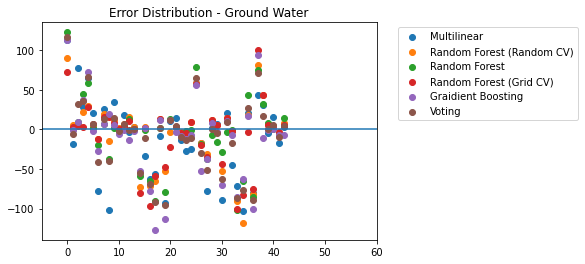 Error Distribution - Ground Water
Multilinear
Random Forest (Random CV)
Random Forest
Random Forest (Grid CV)
Graidient Boosting
Voting
100
50
0
−50
−100
0
10
20
30
40
50
60